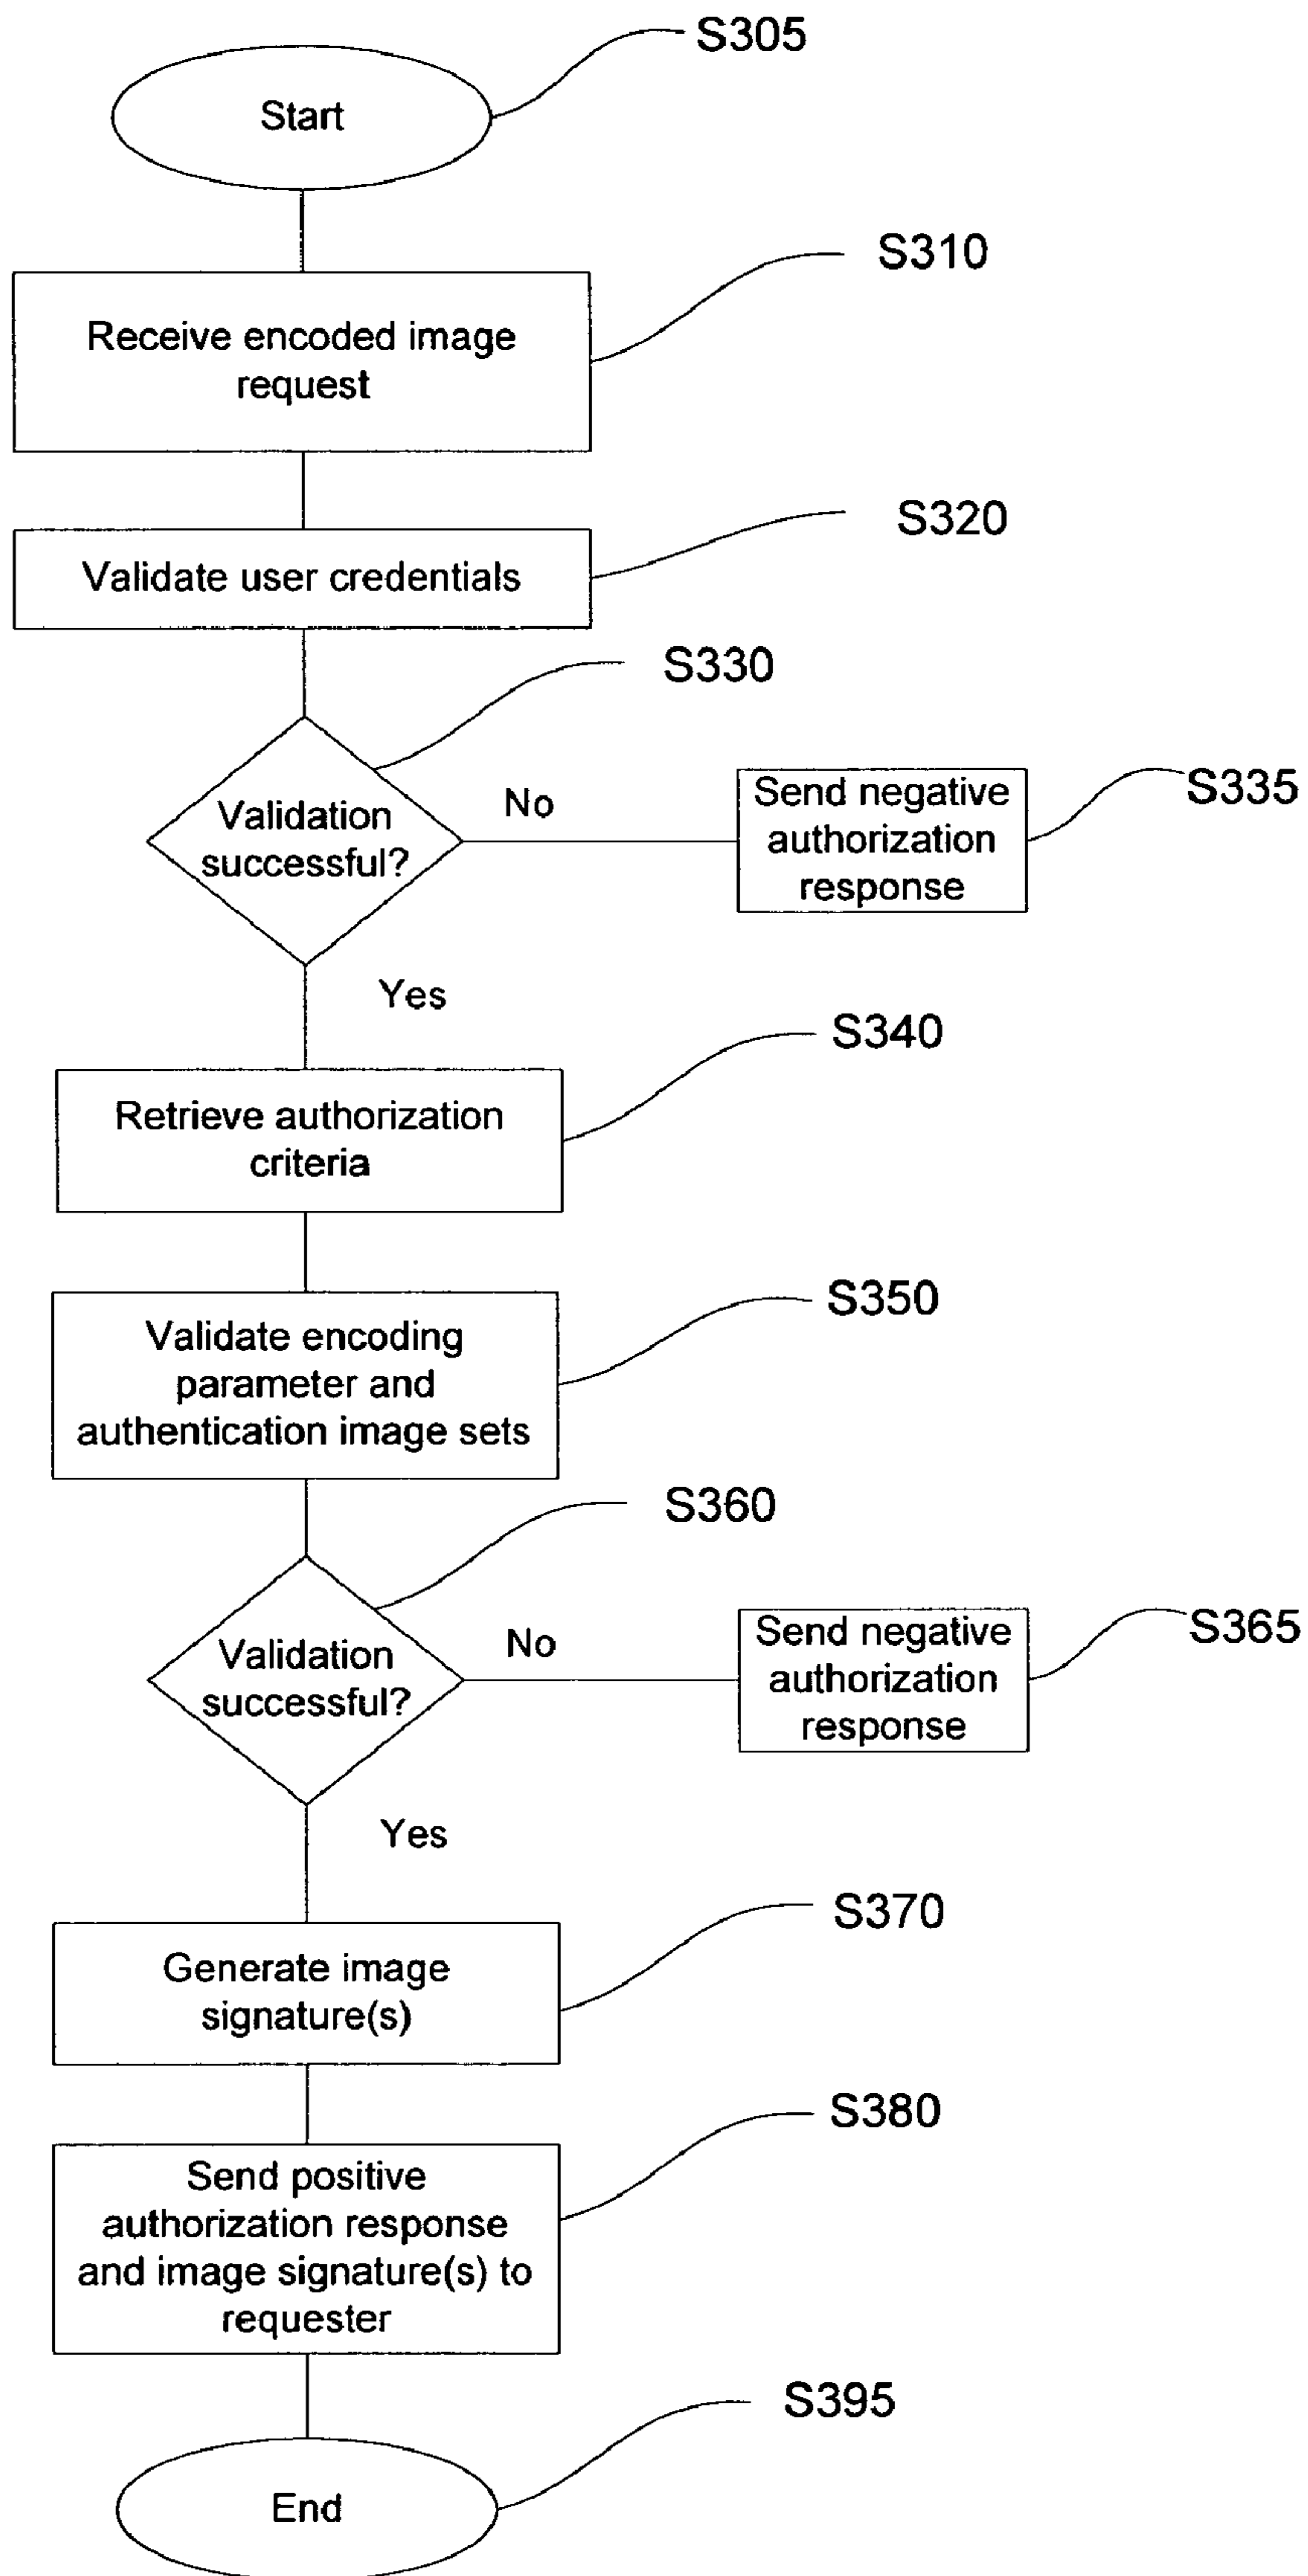 S305
Start
S310
Receive encoded image
request
S320
Validate user credentials
S330
Validation
successful?
No
Send negative
authorization
response
S335
Yes
S340
Retrieve authorization
criteria
S350
Validate encoding
parameter and
authentication image sets
S360
Validation
successful?
No
Send negative
authorization
response
S365
Yes
S370
Generate image
signature(s)
S380
Send positive
authorization response
and image signature(s) to
requester
S395
End